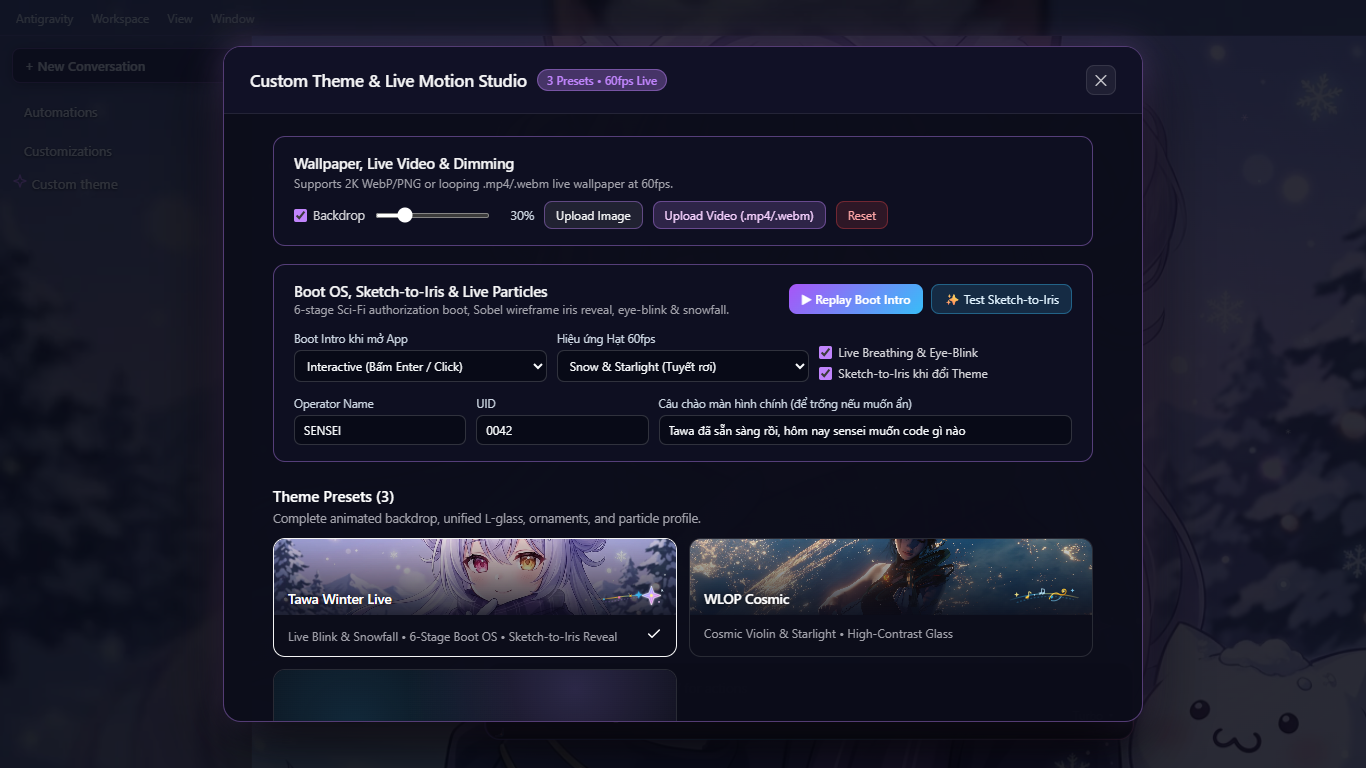 Antigravity Workspace View Window
+ New Conversation
Automations
Customizations
Custom theme
Custom Theme & Live Motion Studio 3 Presets • 60fps Live
Wallpaper, Live Video & Dimming
Supports 2K WebP/PNG or looping .mp4/.webm live wallpaper at 60fps.
Backdrop 30% Upload Image Upload Video (.mp4/.webm) Reset
Boot OS, Sketch-to-Iris & Live Particles
6-stage Sci-Fi authorization boot, Sobel wireframe iris reveal, eye-blink & snowfall.
▶ Replay Boot Intro ✨ Test Sketch-to-Iris
Boot Intro khi mở App Hiệu ứng Hạt 60fps
Interactive (Bấm Enter / Click) Snow & Starlight (Tuyết rơi)
Live Breathing & Eye-Blink
Sketch-to-Iris khi đổi Theme
Operator Name UID Câu chào màn hình chính (để trống nếu muốn ẩn)
SENSEI 0042 Tawa đã sẵn sàng rồi, hôm nay sensei muốn code gì nào
Theme Presets (3)
Complete animated backdrop, unified L-glass, ornaments, and particle profile.
Tawa Winter Live
Live Blink & Snowfall • 6-Stage Boot OS • Sketch-to-Iris Reveal
WLOP Cosmic
Cosmic Violin & Starlight • High-Contrast Glass